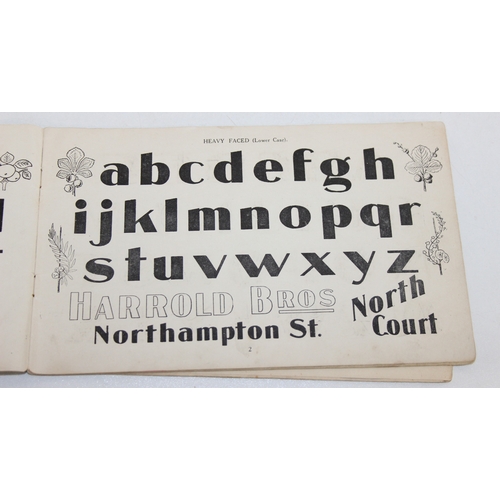 HEAVY FACED (Lower Case).
abcdefgh
ijklmnopqr
stuvwxyz
HARROLD BROS
Northampton St.
North
Court
2